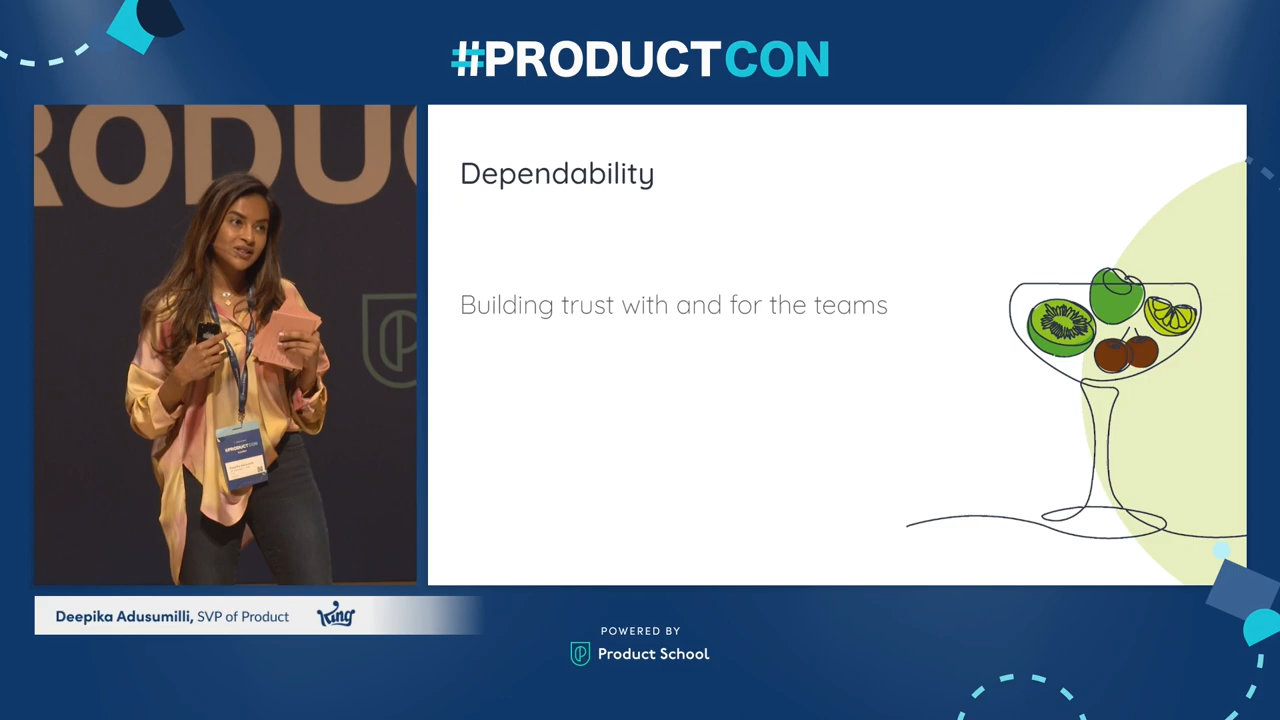 #PRODUCTCON
RODUC
Dependability
Building trust with and for the teams
#PRODUCTCON
Deepika Adusumilli, SVP of Product King
POWERED BY
Product School